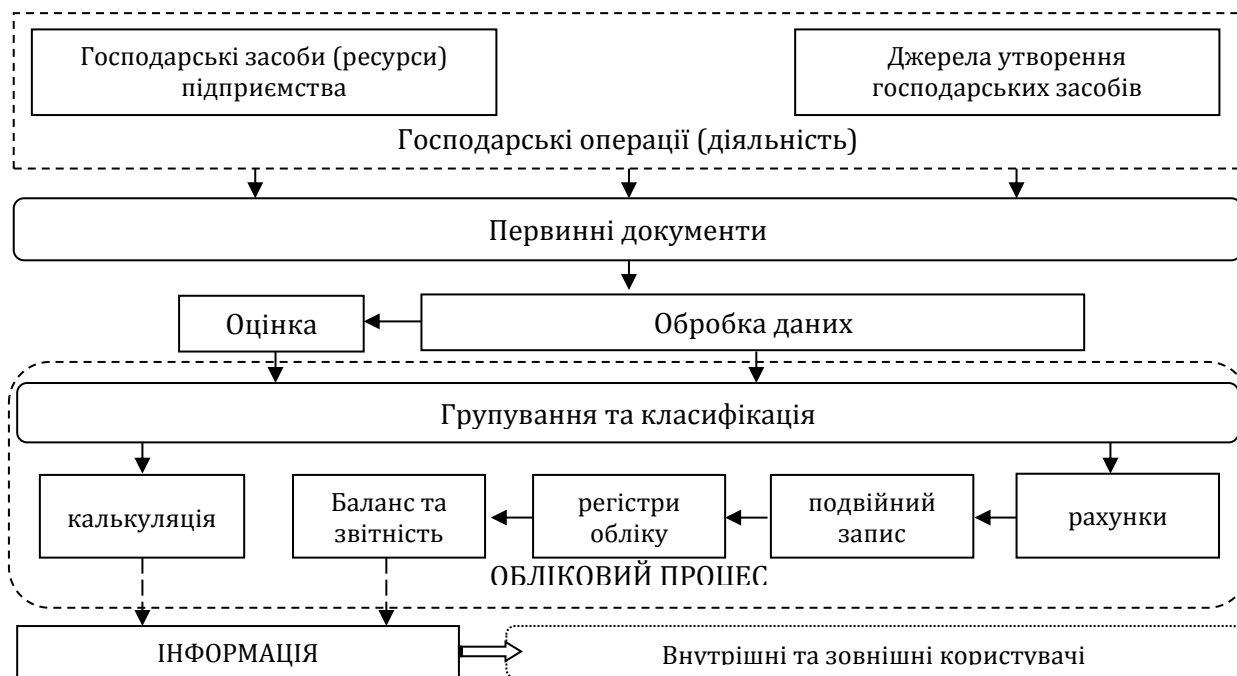 Господарські засоби (ресурси)
підприємства
Джерела утворення
господарських засобів
Господарські операції (діяльність)
Первинні документи
Оцінка
Обробка даних
Групування та класифікація
калькуляція
Баланс та
звітність
регістри
обліку
подвійний
запис
рахунки
ОБЛІКОВИЙ ПРОЦЕС
ІНФОРМАЦІЯ
Внутрішні та зовнішні користувачі